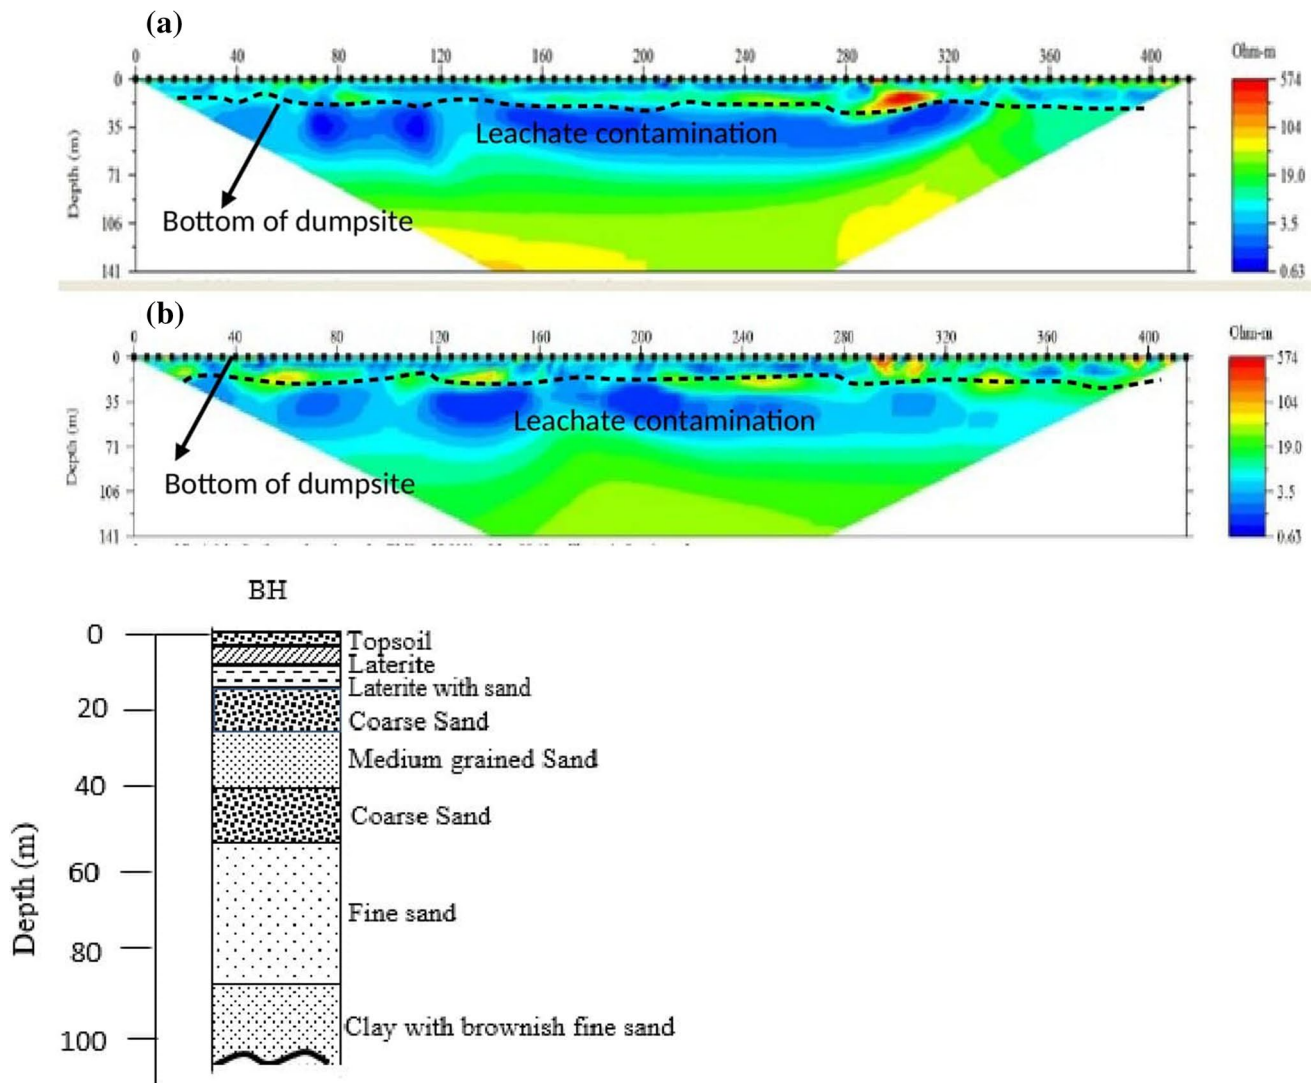 (a)
0 40 80 120 160 200 240 280 320 360 400
Ohm-m
0
35
71
106
141
Depth (m)
574
104
19.0
3.5
0.63
Leachate contamination
Bottom of dumpsite
(b)
0 40 80 120 160 200 240 280 320 360 400
Ohm-m
0
35
71
106
141
Depth (m)
574
104
19.0
3.5
0.63
Leachate contamination
Bottom of dumpsite
BH
0
20
40
60
80
100
Depth (m)
Topsoil
Laterite
Laterite with sand
Coarse Sand
Medium grained Sand
Coarse Sand
Fine sand
Clay with brownish fine sand